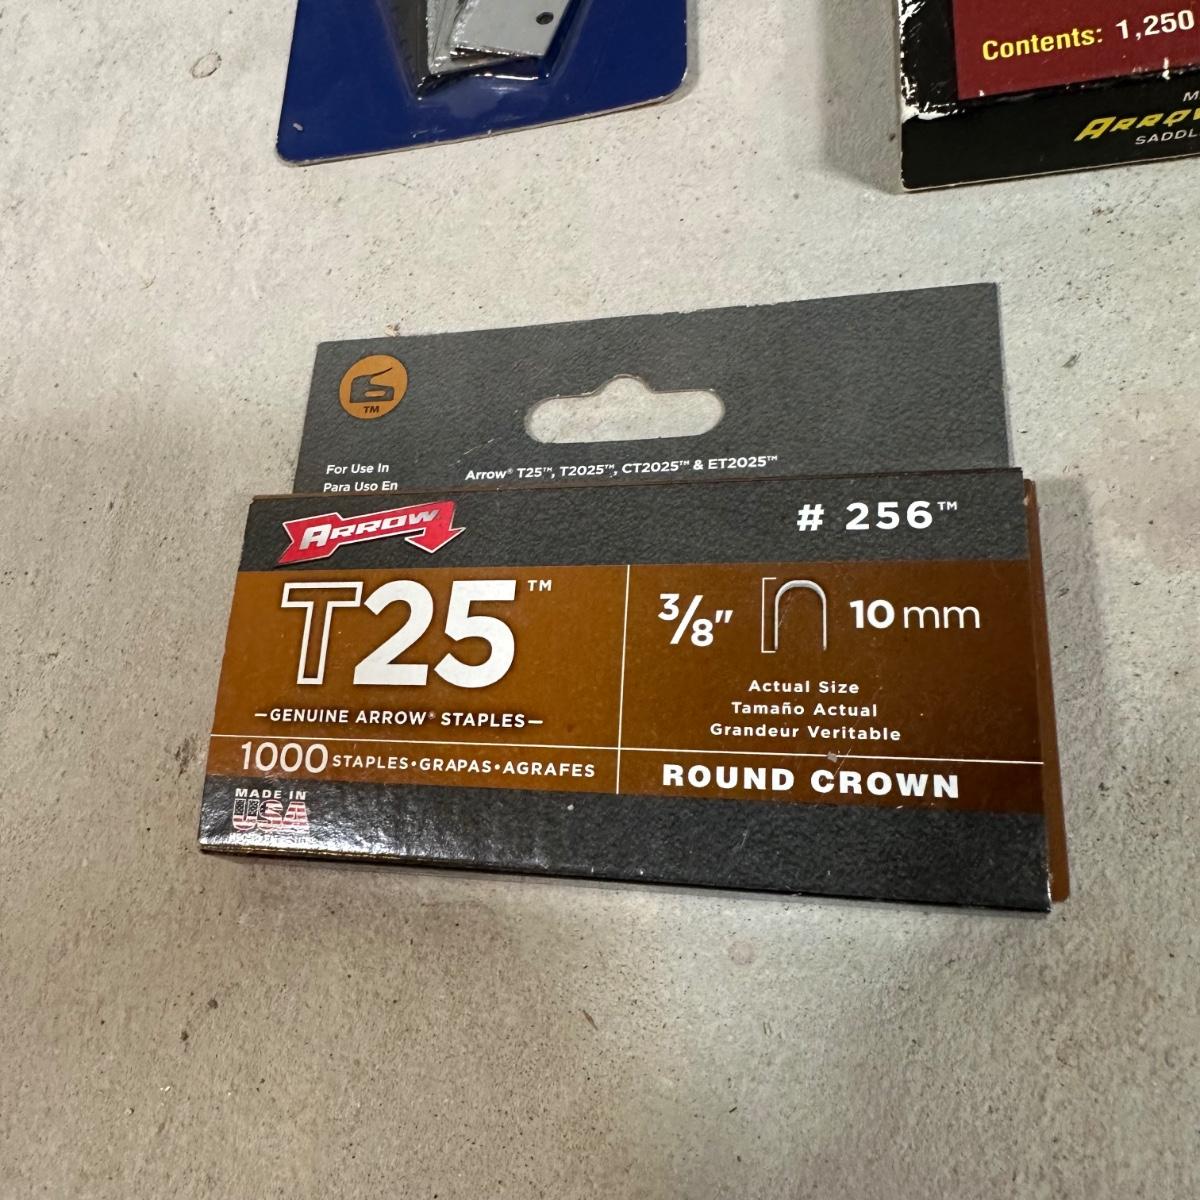 Contents: 1,250
ARROW
SADDL
TM
For Use In
Para Uso En
Arrow® T25™, T2025™, CT2025™ & ET2025™
ARROW
# 256™
T25™
3/8" 10 mm
Actual Size
Tamaño Actual
Grandeur Veritable
—GENUINE ARROW® STAPLES—
1000 STAPLES•GRAPAS•AGRAFES
ROUND CROWN
MADE IN
USA